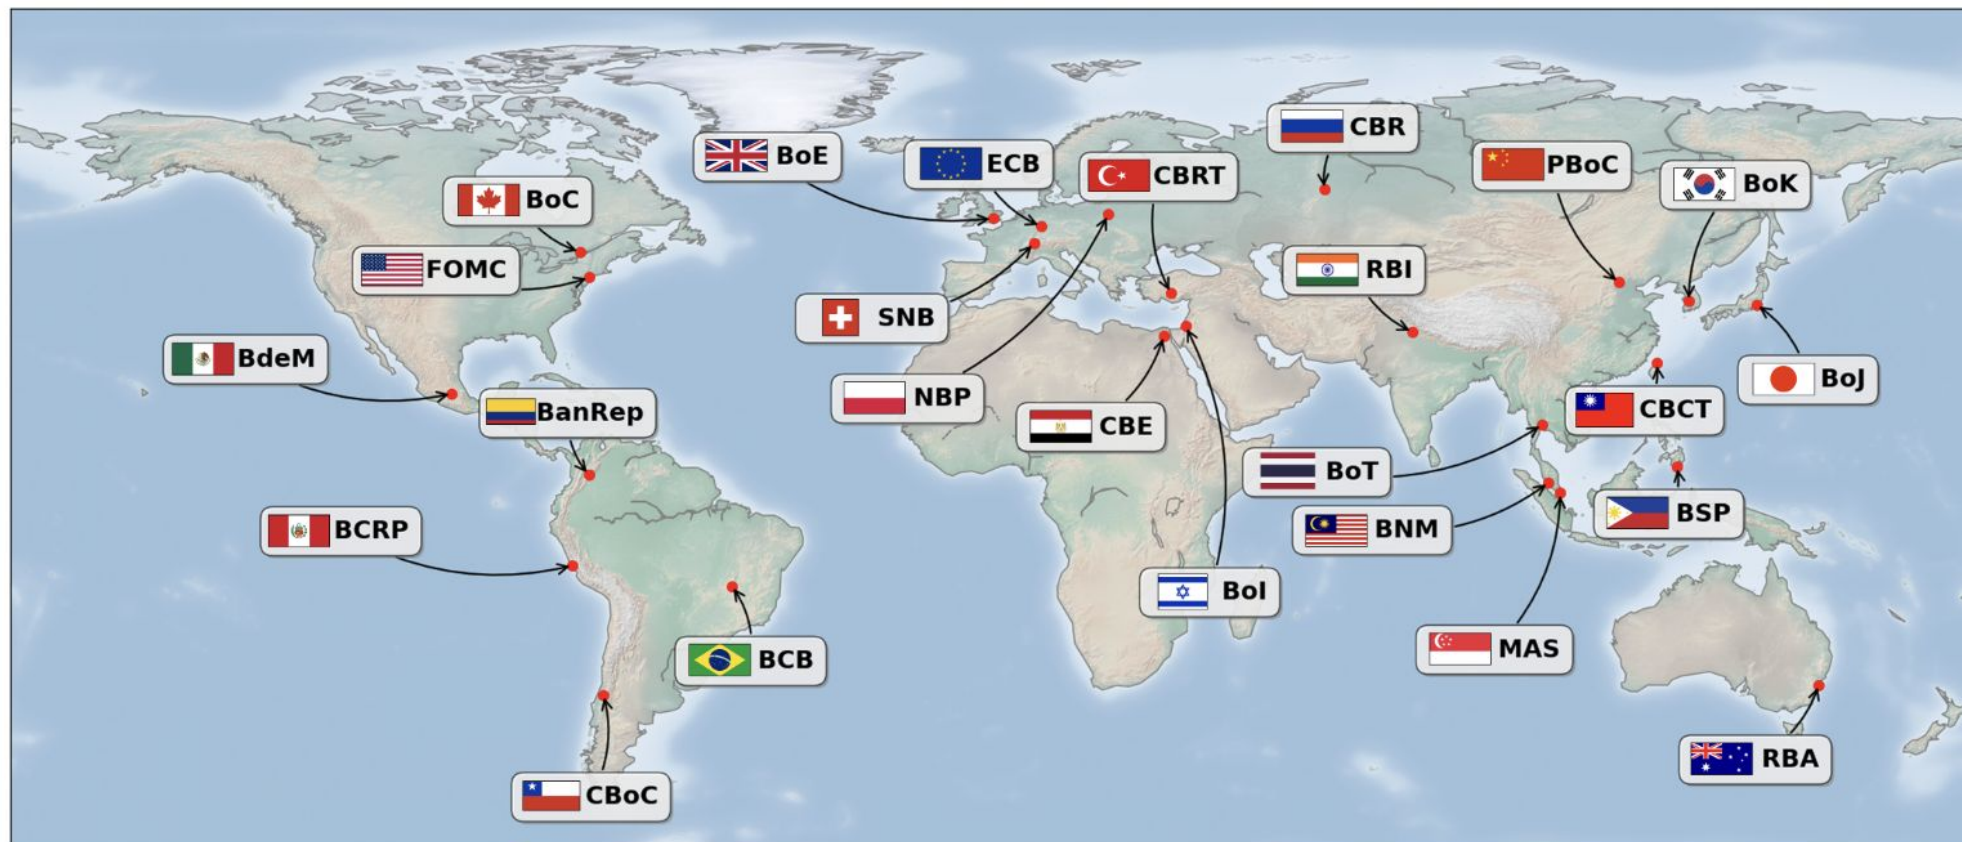 CBR
BoE
ECB
CBRT
PBoC
BoK
BoC
FOMC
RBI
SNB
BdeM
BoJ
NBP
BanRep
CBE
CBCT
BoT
BCRP
BNM
BSP
BoI
BCB
MAS
RBA
CBoC